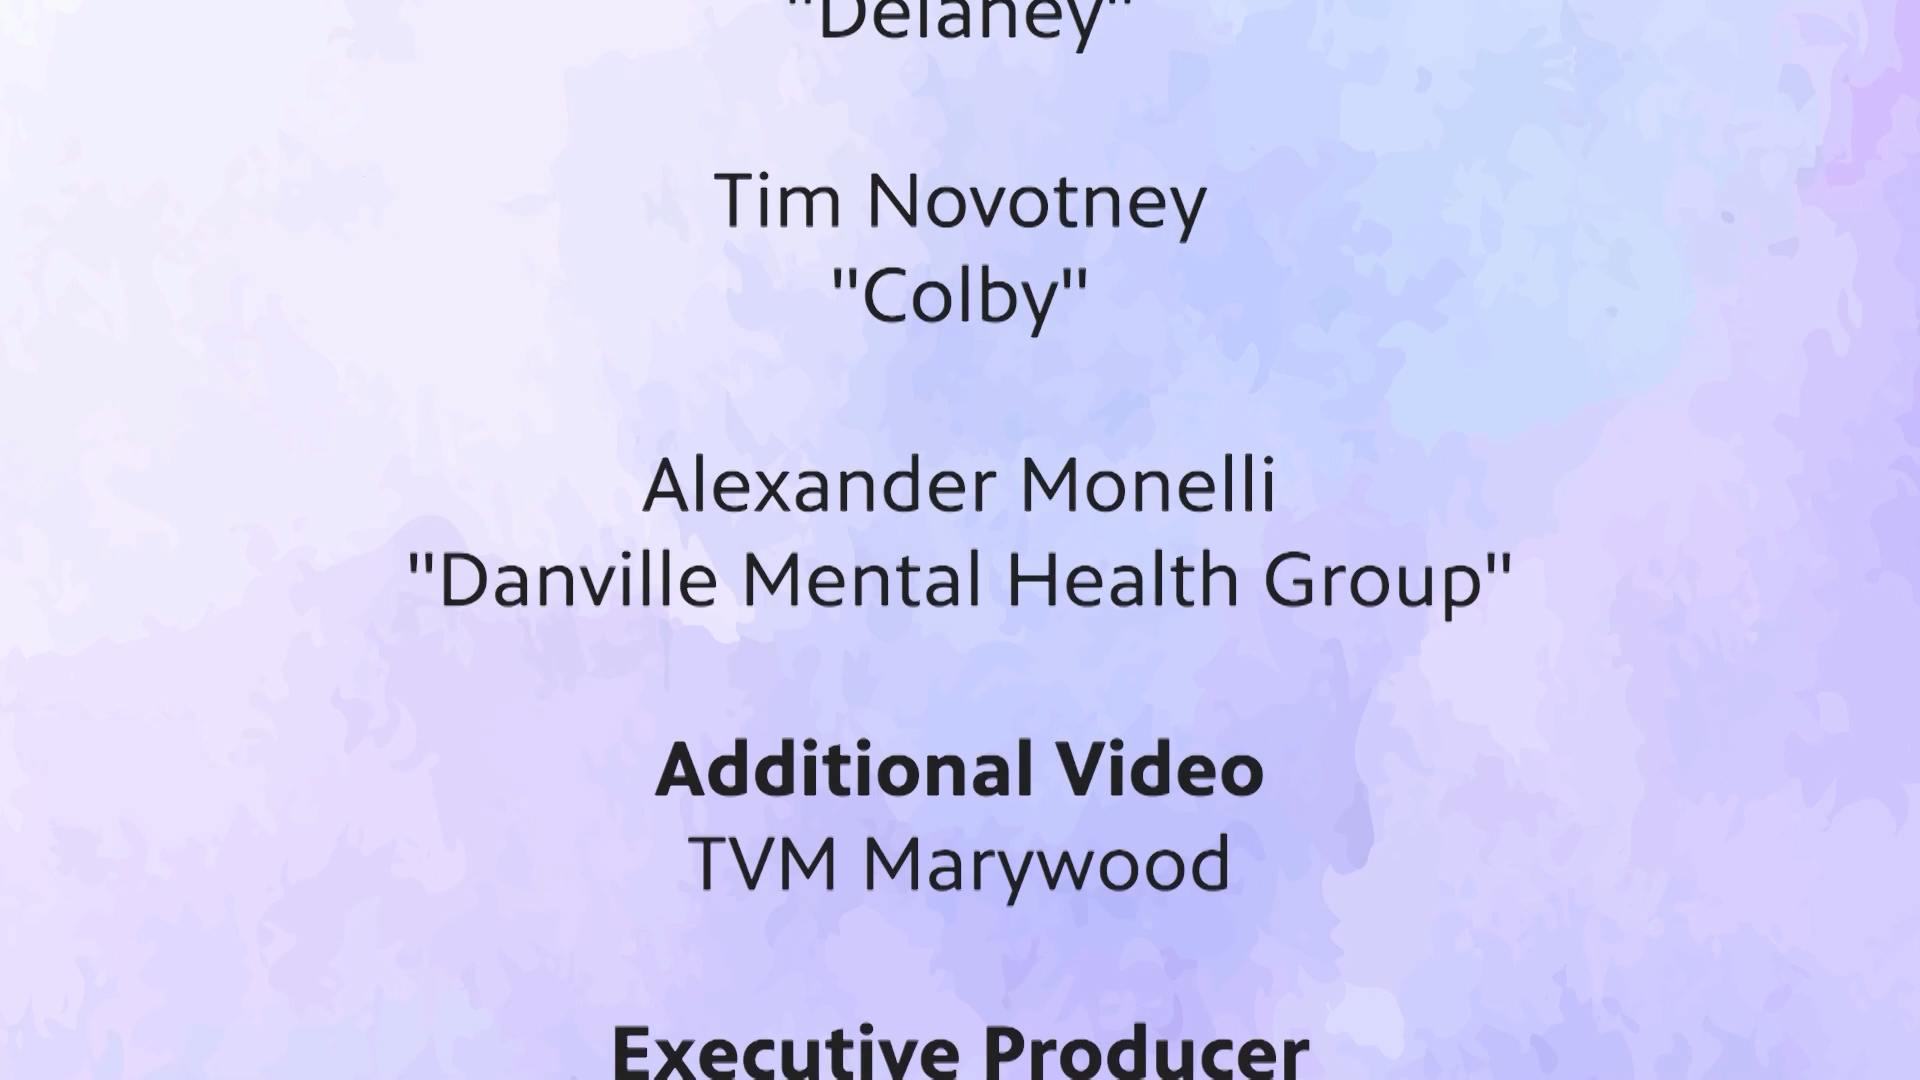 "Delaney"
Tim Novotney
"Colby"
Alexander Monelli
"Danville Mental Health Group"
Additional Video
TVM Marywood
Executive Producer